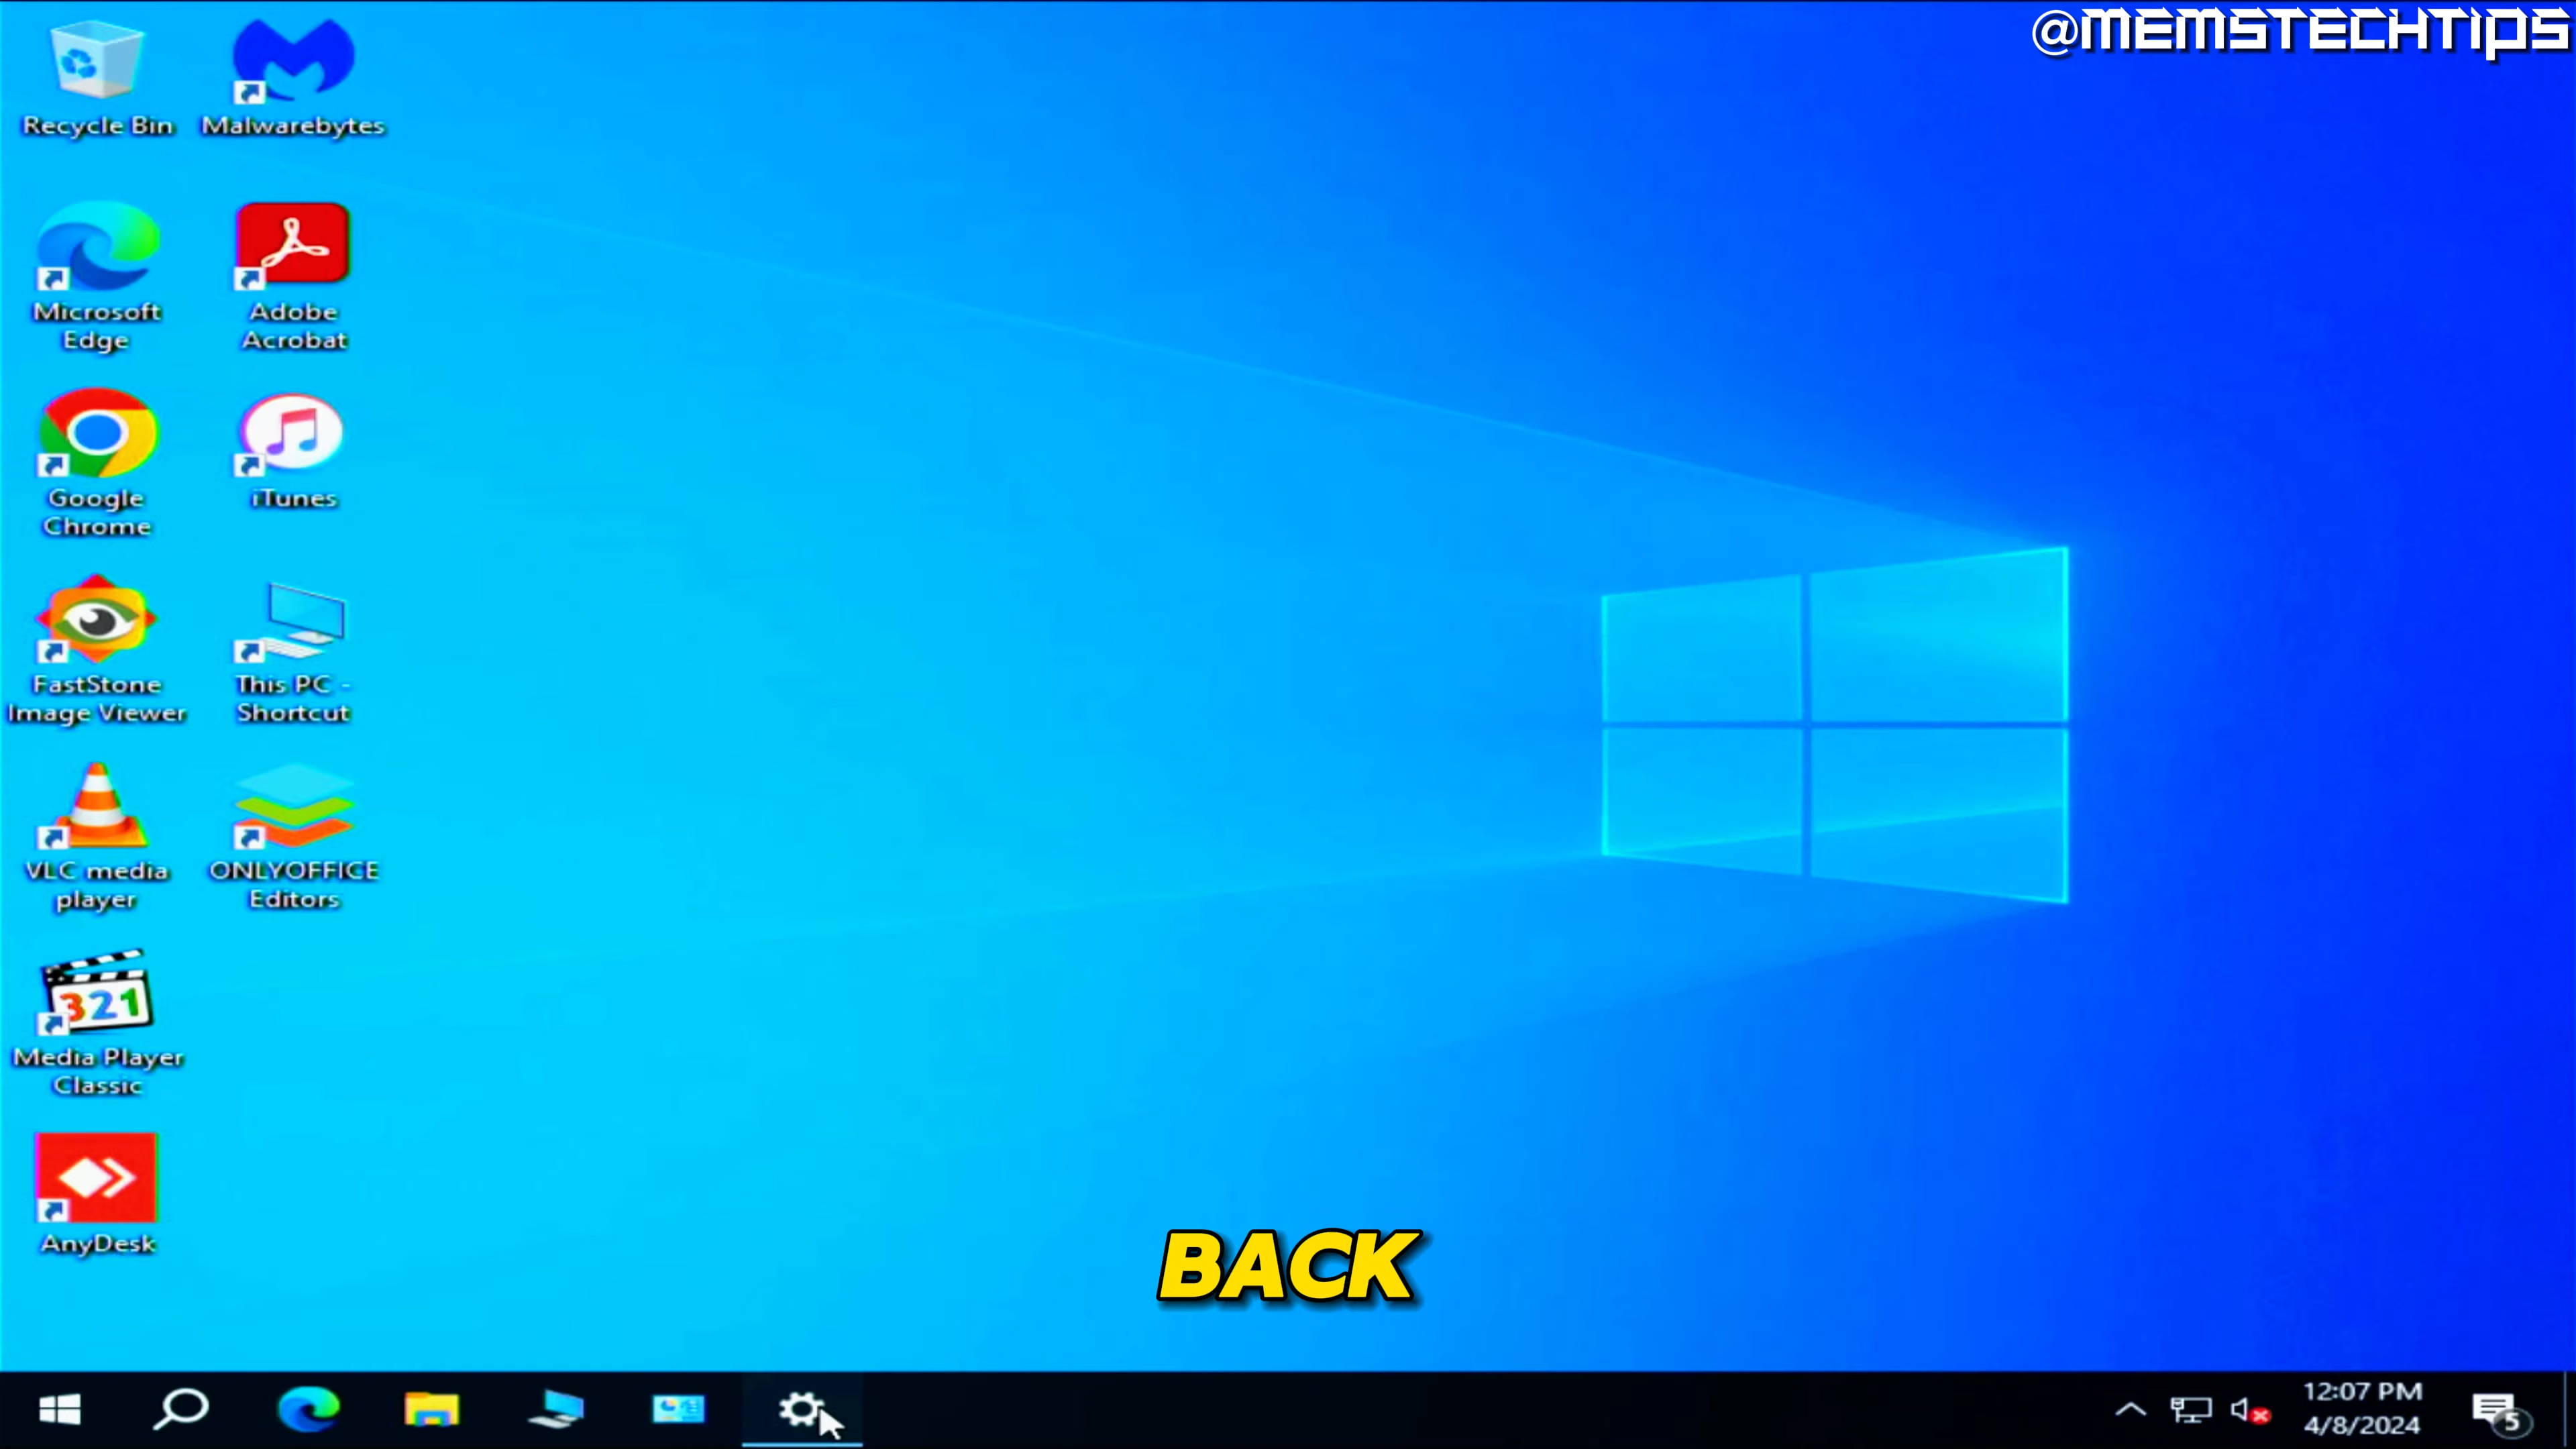 @MEMSTECHTIPS
Recycle Bin
Malwarebytes
Microsoft
Edge
Adobe
Acrobat
Google
Chrome
iTunes
FastStone
Image Viewer
This PC -
Shortcut
VLC media
player
ONLYOFFICE
Editors
321
Media Player
Classic
AnyDesk
BACK
12:07 PM
4/8/2024
5